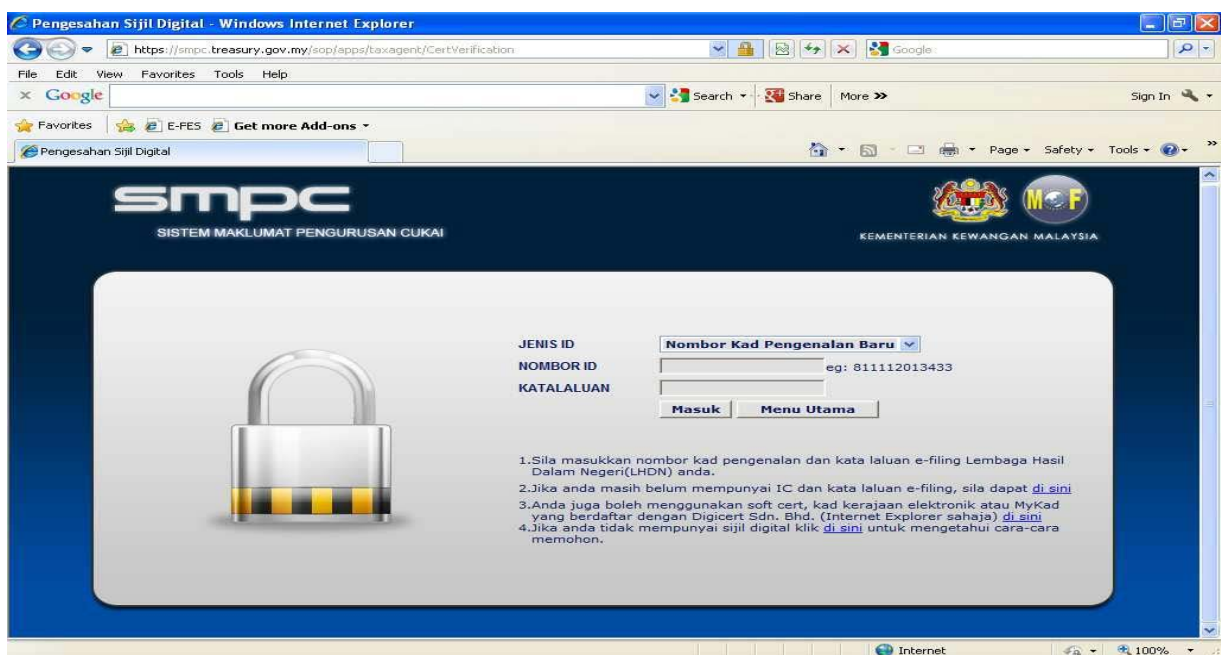 Pengesahan Sijil Digital - Windows Internet Explorer
https://smpc.treasury.gov.my/sop/apps/taxagent/CertVerification
Google
File Edit View Favorites Tools Help
x Google Search Share More >> Sign In
Favorites E-FES Get more Add-ons
Pengesahan Sijil Digital Page Safety Tools >>
smpc
SISTEM MAKLUMAT PENGURUSAN CUKAI
MOF
KEMENTERIAN KEWANGAN MALAYSIA
JENIS ID Nombor Kad Pengenalan Baru
NOMBOR ID eg: 811112013433
KATALALUAN
Masuk Menu Utama
1.Sila masukkan nombor kad pengenalan dan kata laluan e-filing Lembaga Hasil
Dalam Negeri(LHDN) anda.
2.Jika anda masih belum mempunyai IC dan kata laluan e-filing, sila dapat di sini
3.Anda juga boleh menggunakan soft cert, kad kerajaan elektronik atau MyKad
yang berdaftar dengan Digicert Sdn. Bhd. (Internet Explorer sahaja) di sini
4.Jika anda tidak mempunyai sijil digital klik di sini untuk mengetahui cara-cara
memohon.
Internet 100%